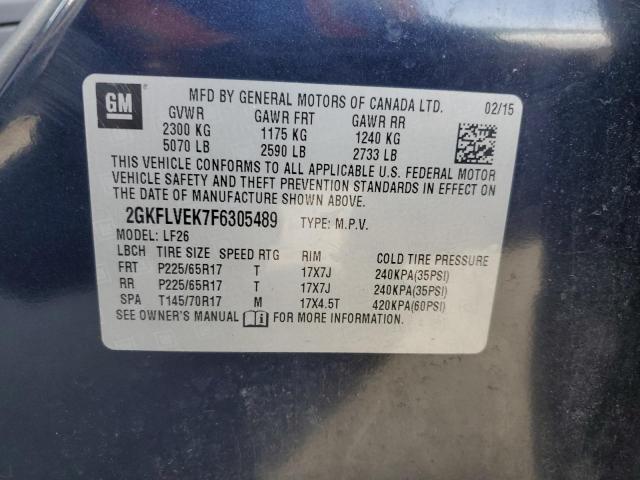 GM
MFD BY GENERAL MOTORS OF CANADA LTD. 02/15
GVWR GAWR FRT GAWR RR
2300 KG 1175 KG 1240 KG
5070 LB 2590 LB 2733 LB
THIS VEHICLE CONFORMS TO ALL APPLICABLE U.S. FEDERAL MOTOR
VEHICLE SAFETY AND THEFT PREVENTION STANDARDS IN EFFECT ON
THE DATE OF MANUFACTURE SHOWN ABOVE.
2GKFLVEK7F6305489 TYPE: M.P.V.
MODEL: LF26
LBCH TIRE SIZE SPEED RTG RIM COLD TIRE PRESSURE
FRT P225/65R17 T 17X7J 240KPA(35PSI)
RR P225/65R17 T 17X7J 240KPA(35PSI)
SPA T145/70R17 M 17X4.5T 420KPA(60PSI)
SEE OWNER'S MANUAL FOR MORE INFORMATION.